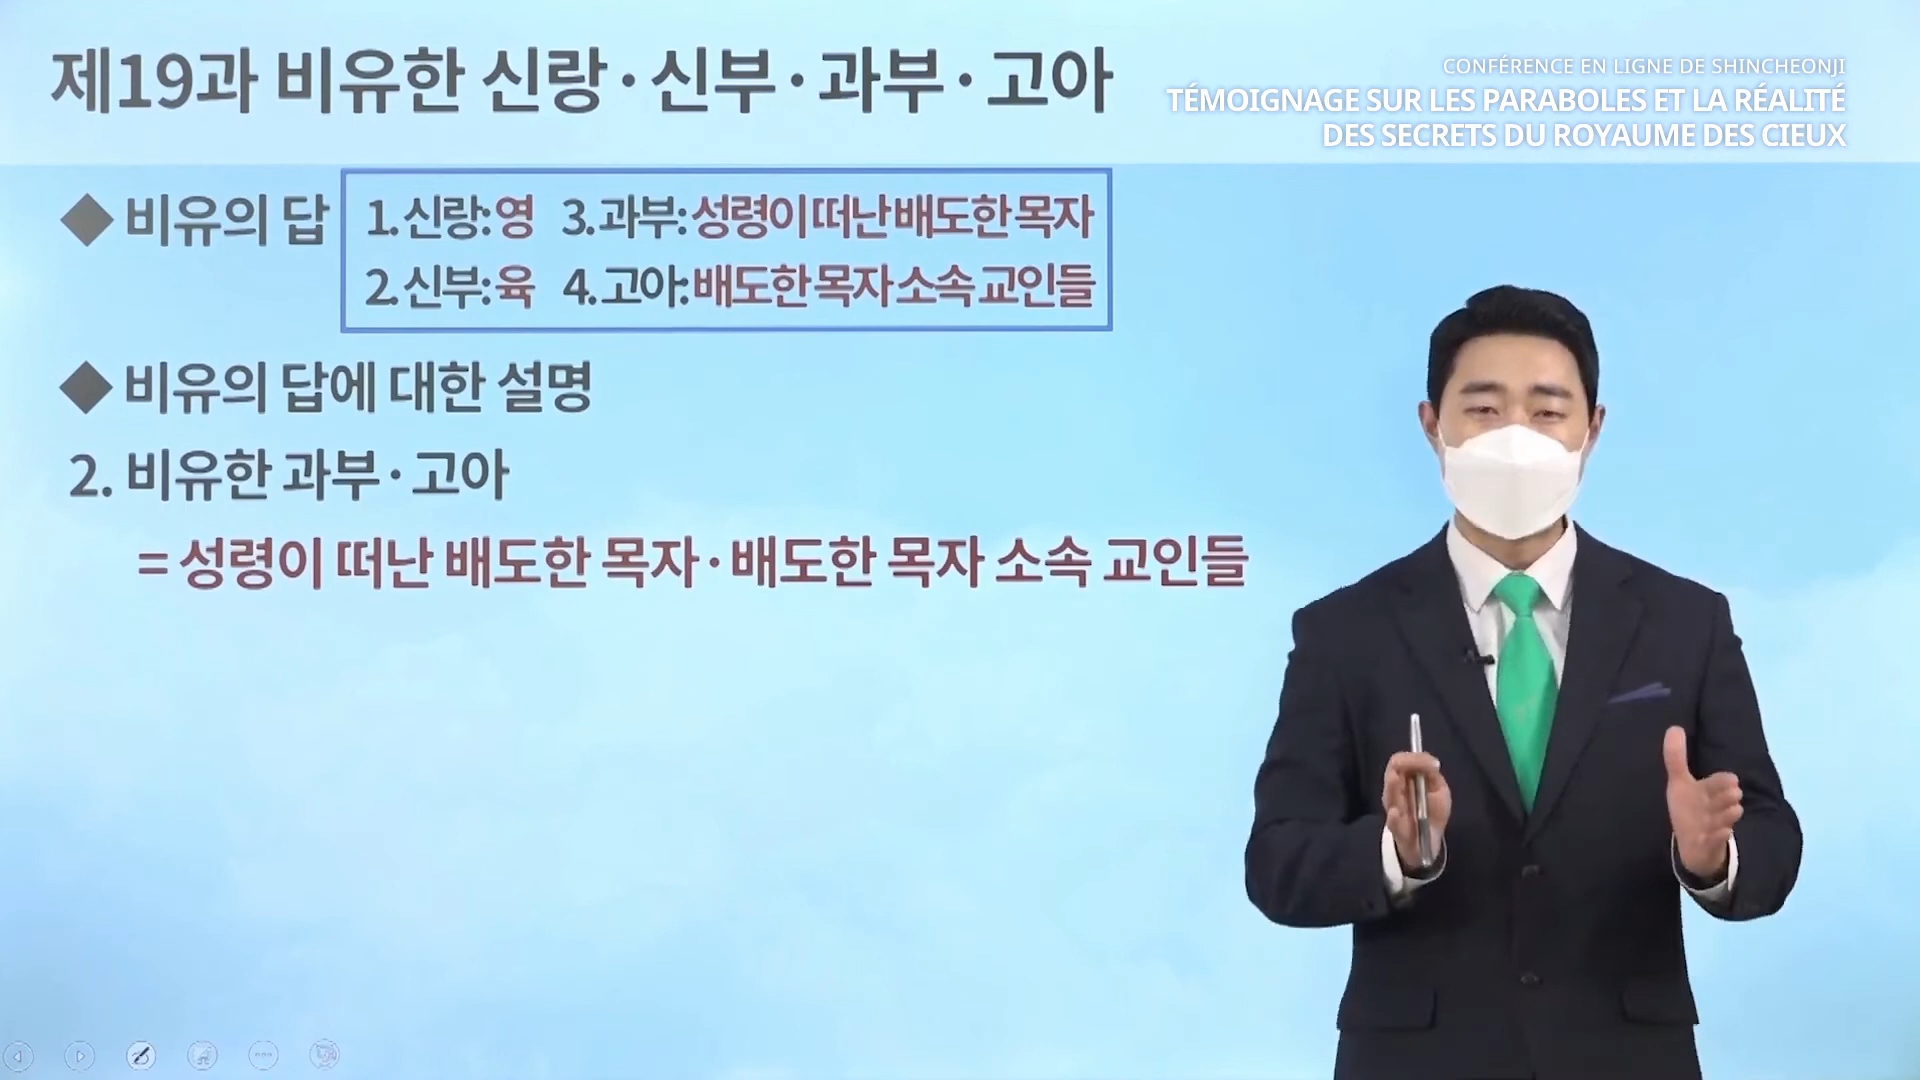 제19과 비유한 신랑·신부·과부·고아
CONFÉRENCE EN LIGNE DE SHINCHEONJI
TÉMOIGNAGE SUR LES PARABOLES ET LA RÉALITÉ
DES SECRETS DU ROYAUME DES CIEUX
◆ 비유의 답
1. 신랑: 영 3. 과부: 성령이 떠난 배도한 목자
2. 신부: 육 4. 고아: 배도한 목자 소속 교인들
◆ 비유의 답에 대한 설명
2. 비유한 과부·고아
= 성령이 떠난 배도한 목자·배도한 목자 소속 교인들